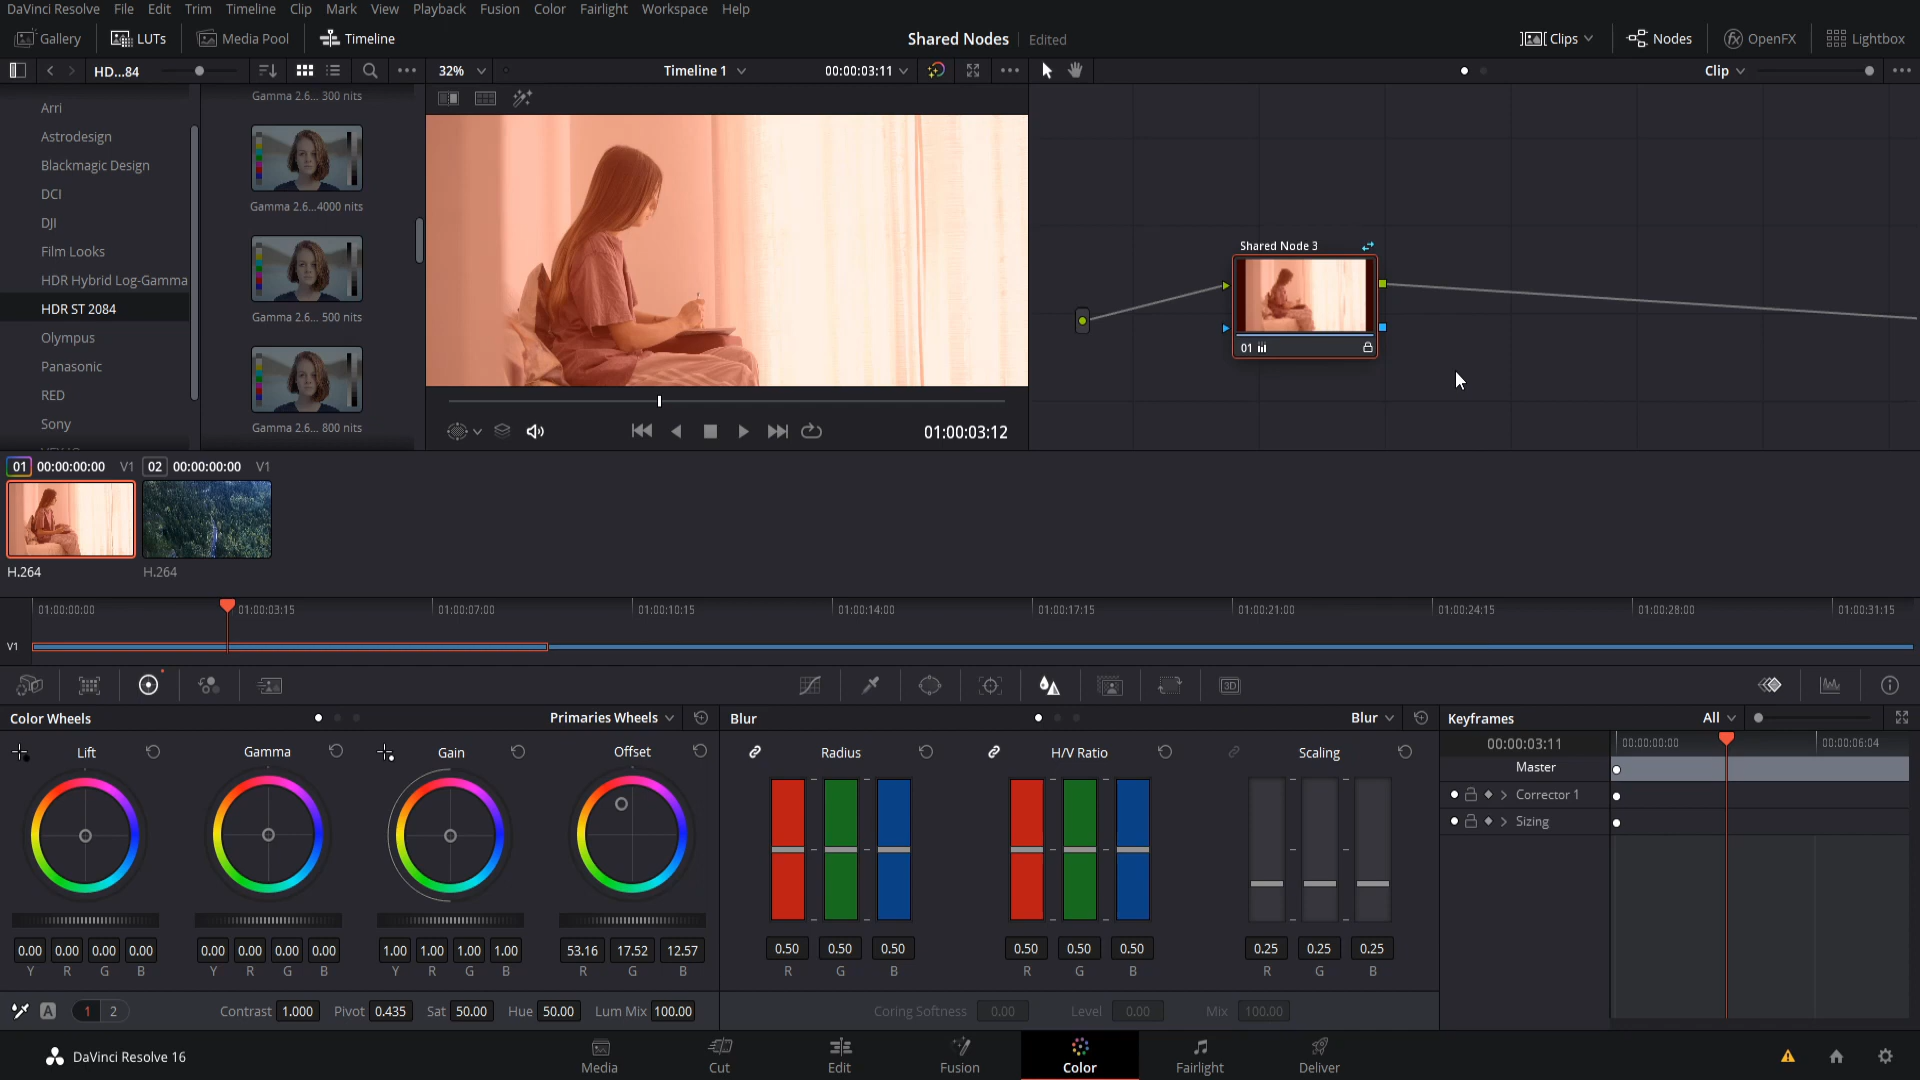 DaVinci Resolve File Edit Trim Timeline Clip Mark View Playback Fusion Color Fairlight Workspace Help
Gallery LUTs Media Pool Timeline Shared Nodes Edited Clips Nodes OpenFX Lightbox
HD...84 32% Timeline 1 00:00:03:11 Clip
Arri
Astrodesign
Blackmagic Design
DCI
DJI
Film Looks
HDR Hybrid Log-Gamma
HDR ST 2084
Olympus
Panasonic
RED
Sony
Gamma 2.6... 300 nits
Gamma 2.6...4000 nits
Gamma 2.6... 500 nits
Gamma 2.6... 800 nits
01:00:03:12
Shared Node 3
01
01 00:00:00:00 V1 02 00:00:00:00 V1
H.264 H.264
01:00:00:00 01:00:03:15 01:00:07:00 01:00:10:15 01:00:14:00 01:00:17:15 01:00:21:00 01:00:24:15 01:00:28:00 01:00:31:15
V1
3D
Color Wheels Primaries Wheels Blur Blur Keyframes All
Lift Gamma Gain Offset
0.00 0.00 0.00 0.00 0.00 0.00 0.00 0.00 1.00 1.00 1.00 1.00 53.16 17.52 12.57
Y R G B Y R G B Y R G B R G B
A 1 2 Contrast 1.000 Pivot 0.435 Sat 50.00 Hue 50.00 Lum Mix 100.00
Radius H/V Ratio Scaling
0.50 0.50 0.50 0.50 0.50 0.50 0.25 0.25 0.25
R G B R G B R G B
Coring Softness 0.00 Level 0.00 Mix 100.00
00:00:03:11 00:00:00:00 00:00:06:04
Master
Corrector 1
Sizing
DaVinci Resolve 16 Media Cut Edit Fusion Color Fairlight Deliver